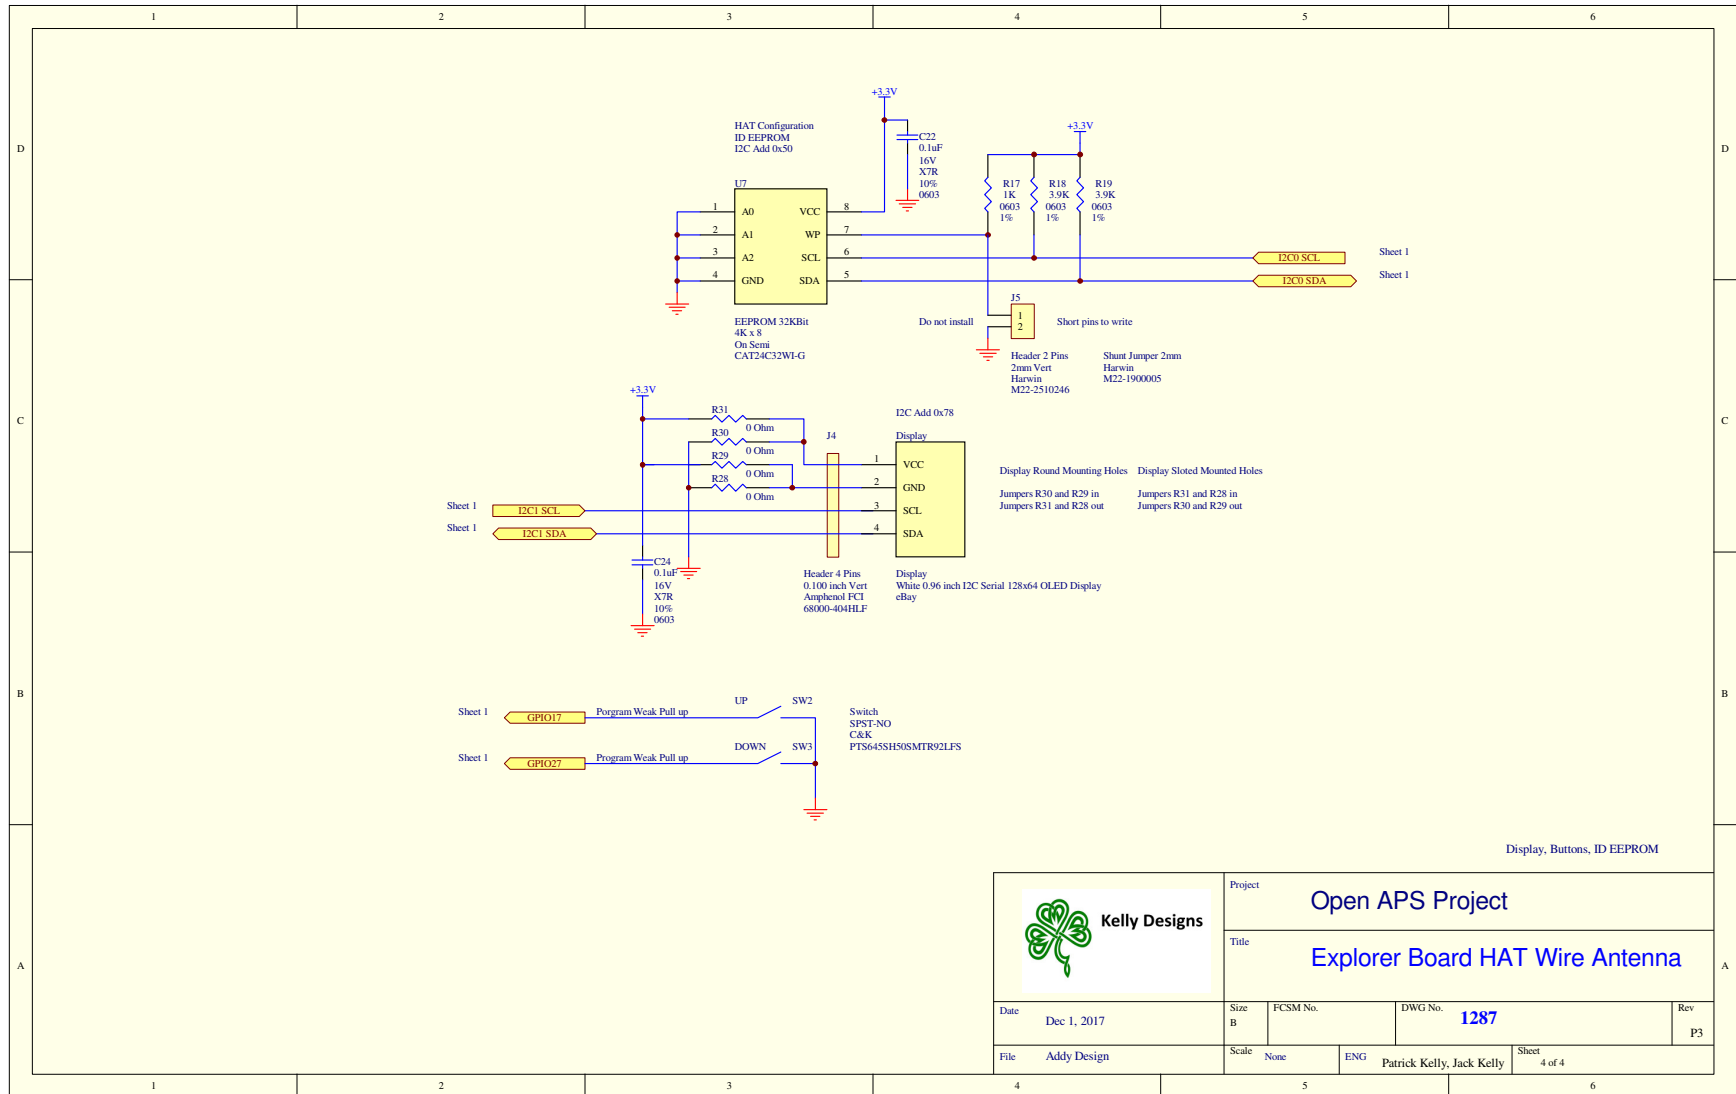 1 2 3 4 5 6
D D
C C
B B
A A
+3.3V
HAT Configuration
ID EEPROM
I2C Add 0x50
C22
0.1uF
16V
X7R
10%
0603
+3.3V
U7
1 A0 VCC 8
2 A1 WP 7
3 A2 SCL 6
4 GND SDA 5
R17
1K
0603
1%
R18
3.9K
0603
1%
R19
3.9K
0603
1%
I2C0 SCL Sheet 1
I2C0 SDA Sheet 1
EEPROM 32KBit
4K x 8
On Semi
CAT24C32WI-G
Do not install
J5
1
2
Short pins to write
Header 2 Pins
2mm Vert
Harwin
M22-2510246
Shunt Jumper 2mm
Harwin
M22-1900005
+3.3V
R31
0 Ohm
R30
0 Ohm
R29
0 Ohm
R28
0 Ohm
J4
I2C Add 0x78
Display
1 VCC
2 GND
3 SCL
4 SDA
Display Round Mounting Holes
Jumpers R30 and R29 in
Jumpers R31 and R28 out
Display Sloted Mounted Holes
Jumpers R31 and R28 in
Jumpers R30 and R29 out
Sheet 1 I2C1 SCL
Sheet 1 I2C1 SDA
C24
0.1uF
16V
X7R
10%
0603
Header 4 Pins
0.100 inch Vert
Amphenol FCI
68000-404HLF
Display
White 0.96 inch I2C Serial 128x64 OLED Display
eBay
Sheet 1 GPIO17 Porgram Weak Pull up UP SW2
Sheet 1 GPIO27 Program Weak Pull up DOWN SW3
Switch
SPST-NO
C&K
PTS645SH50SMTR92LFS
Display, Buttons, ID EEPROM
Kelly Designs
Project
Open APS Project
Title
Explorer Board HAT Wire Antenna
Date Dec 1, 2017
Size B
FCSM No.
DWG No. 1287
Rev P3
File Addy Design
Scale None
ENG Patrick Kelly, Jack Kelly
Sheet 4 of 4
1 2 3 4 5 6